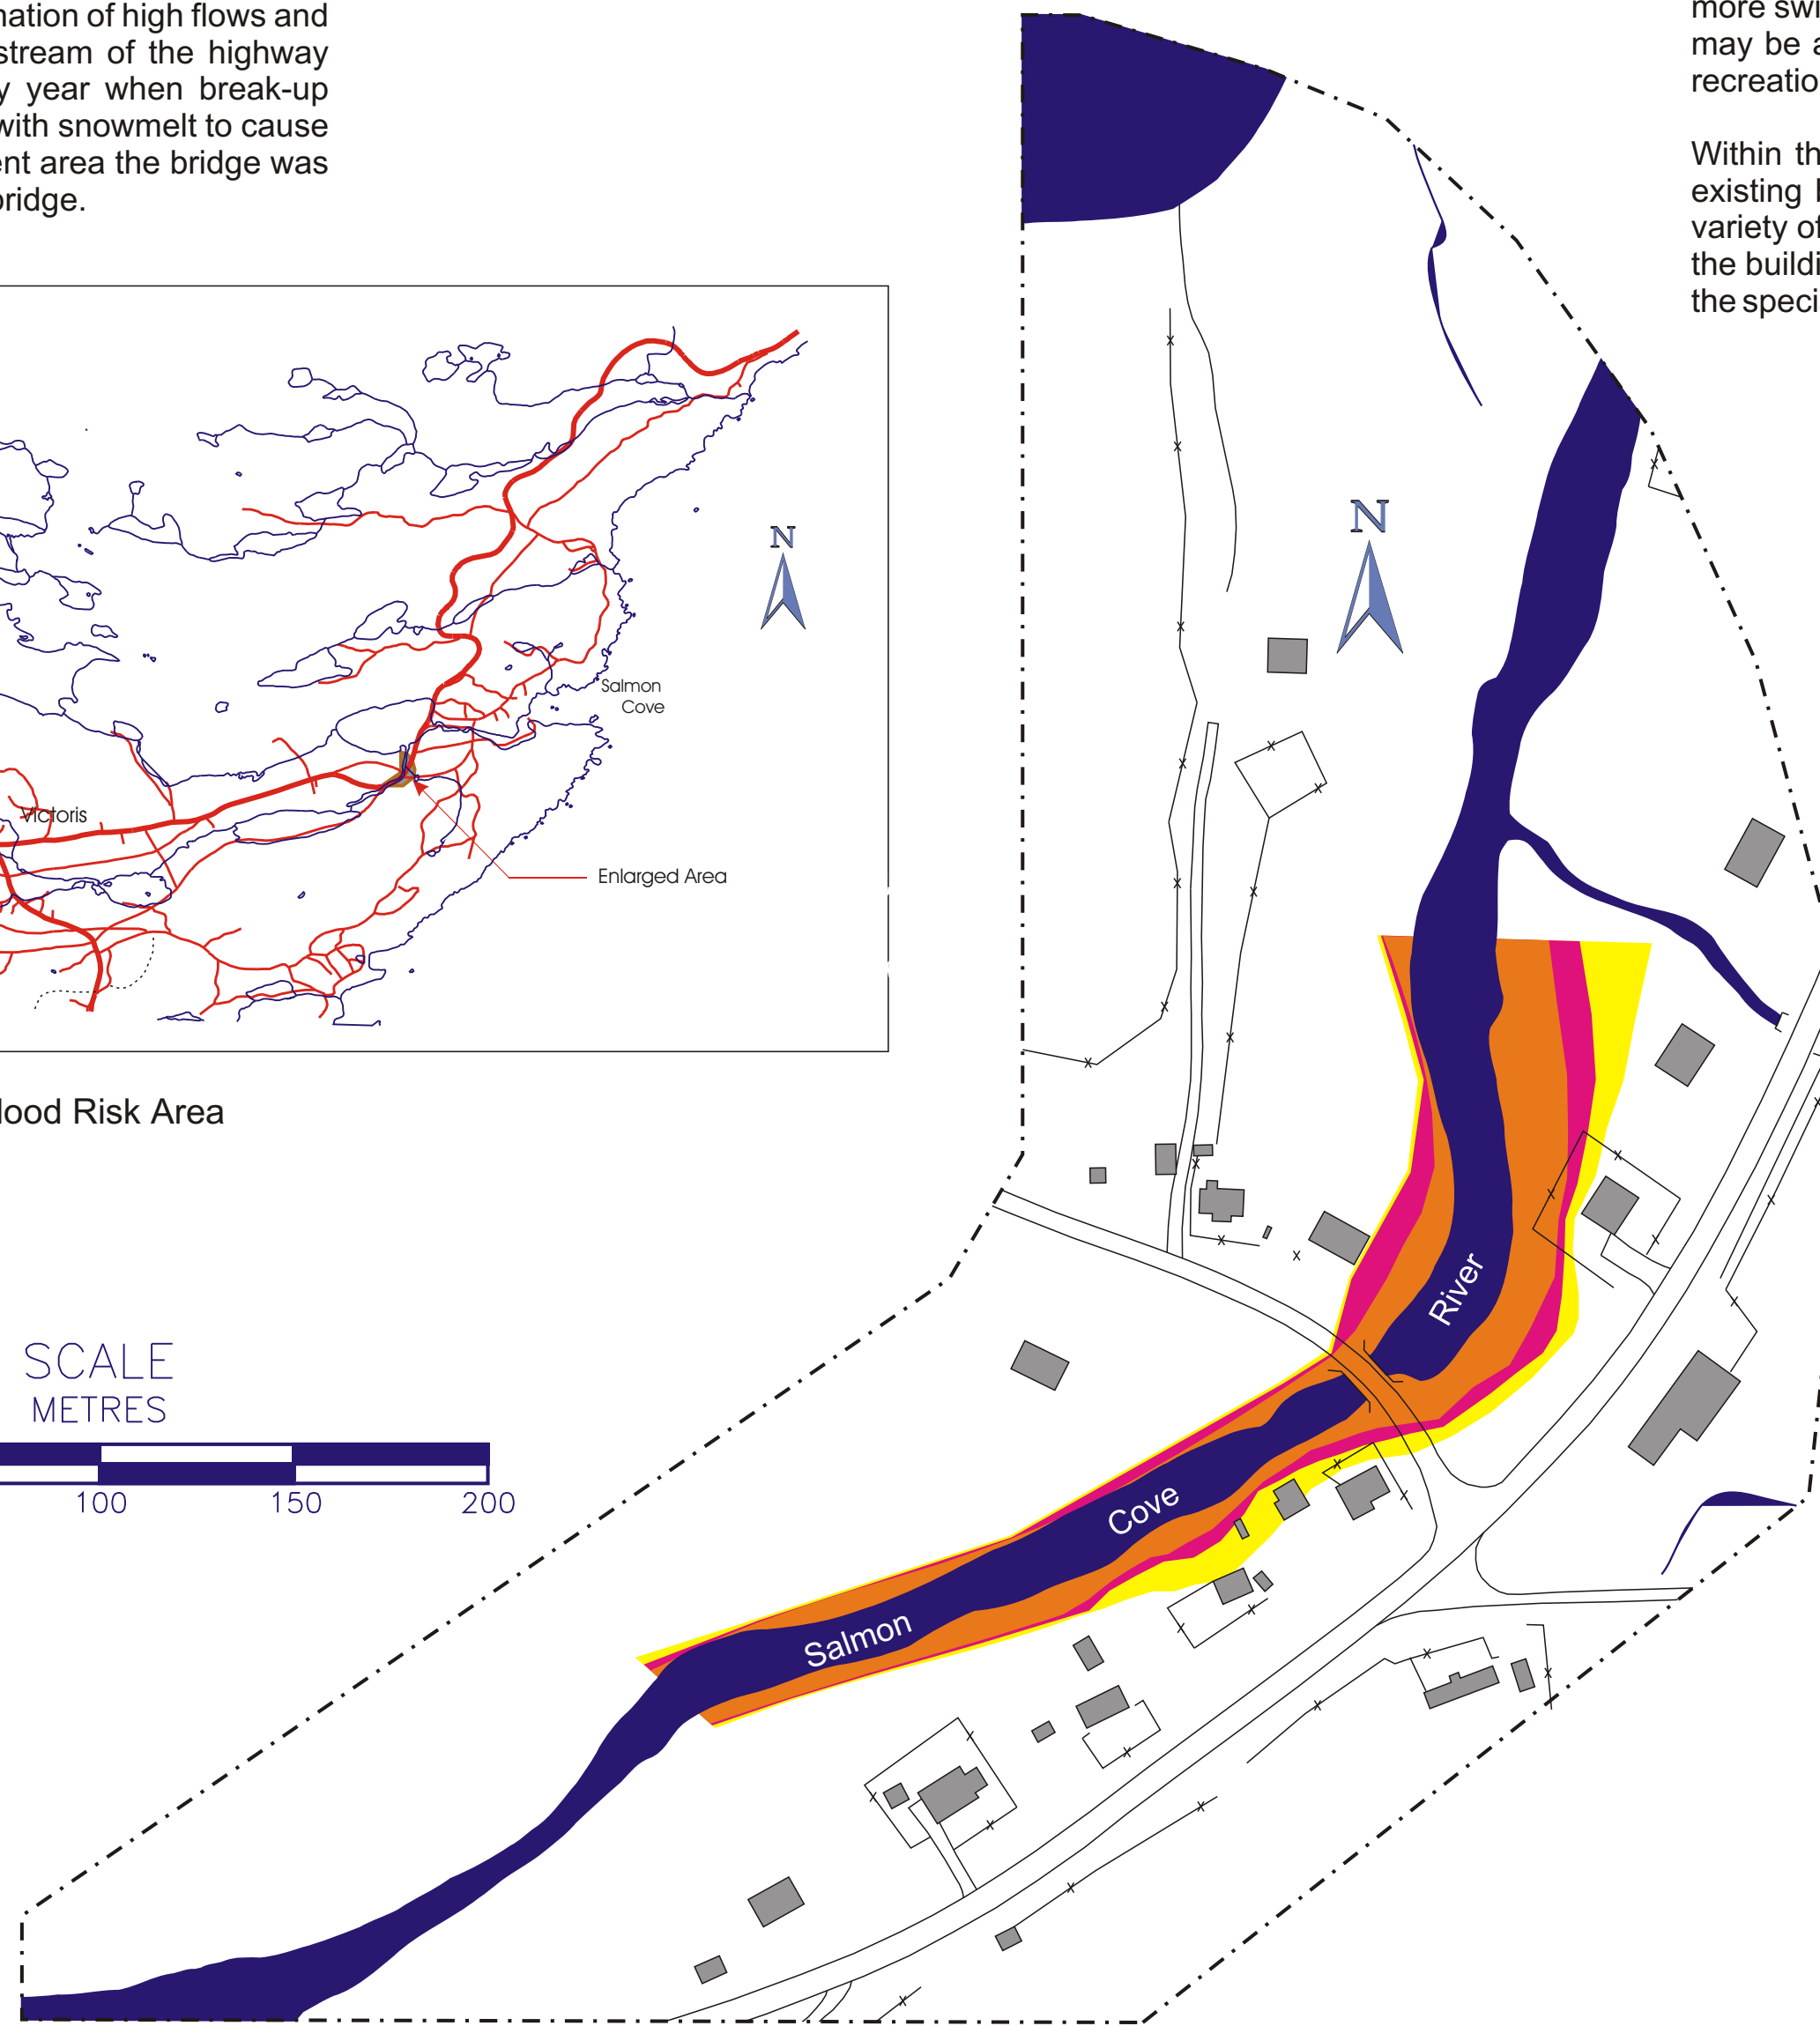 nation of high flows and
stream of the highway
y year when break-up
with snowmelt to cause
ent area the bridge was
bridge.
more swi
may be a
recreatio
Within th
existing
variety of
the buildi
the speci
N
Salmon
Cove
Victoris
Enlarged Area
lood Risk Area
SCALE
METRES
100 150 200
N
River
Cove
Salmon